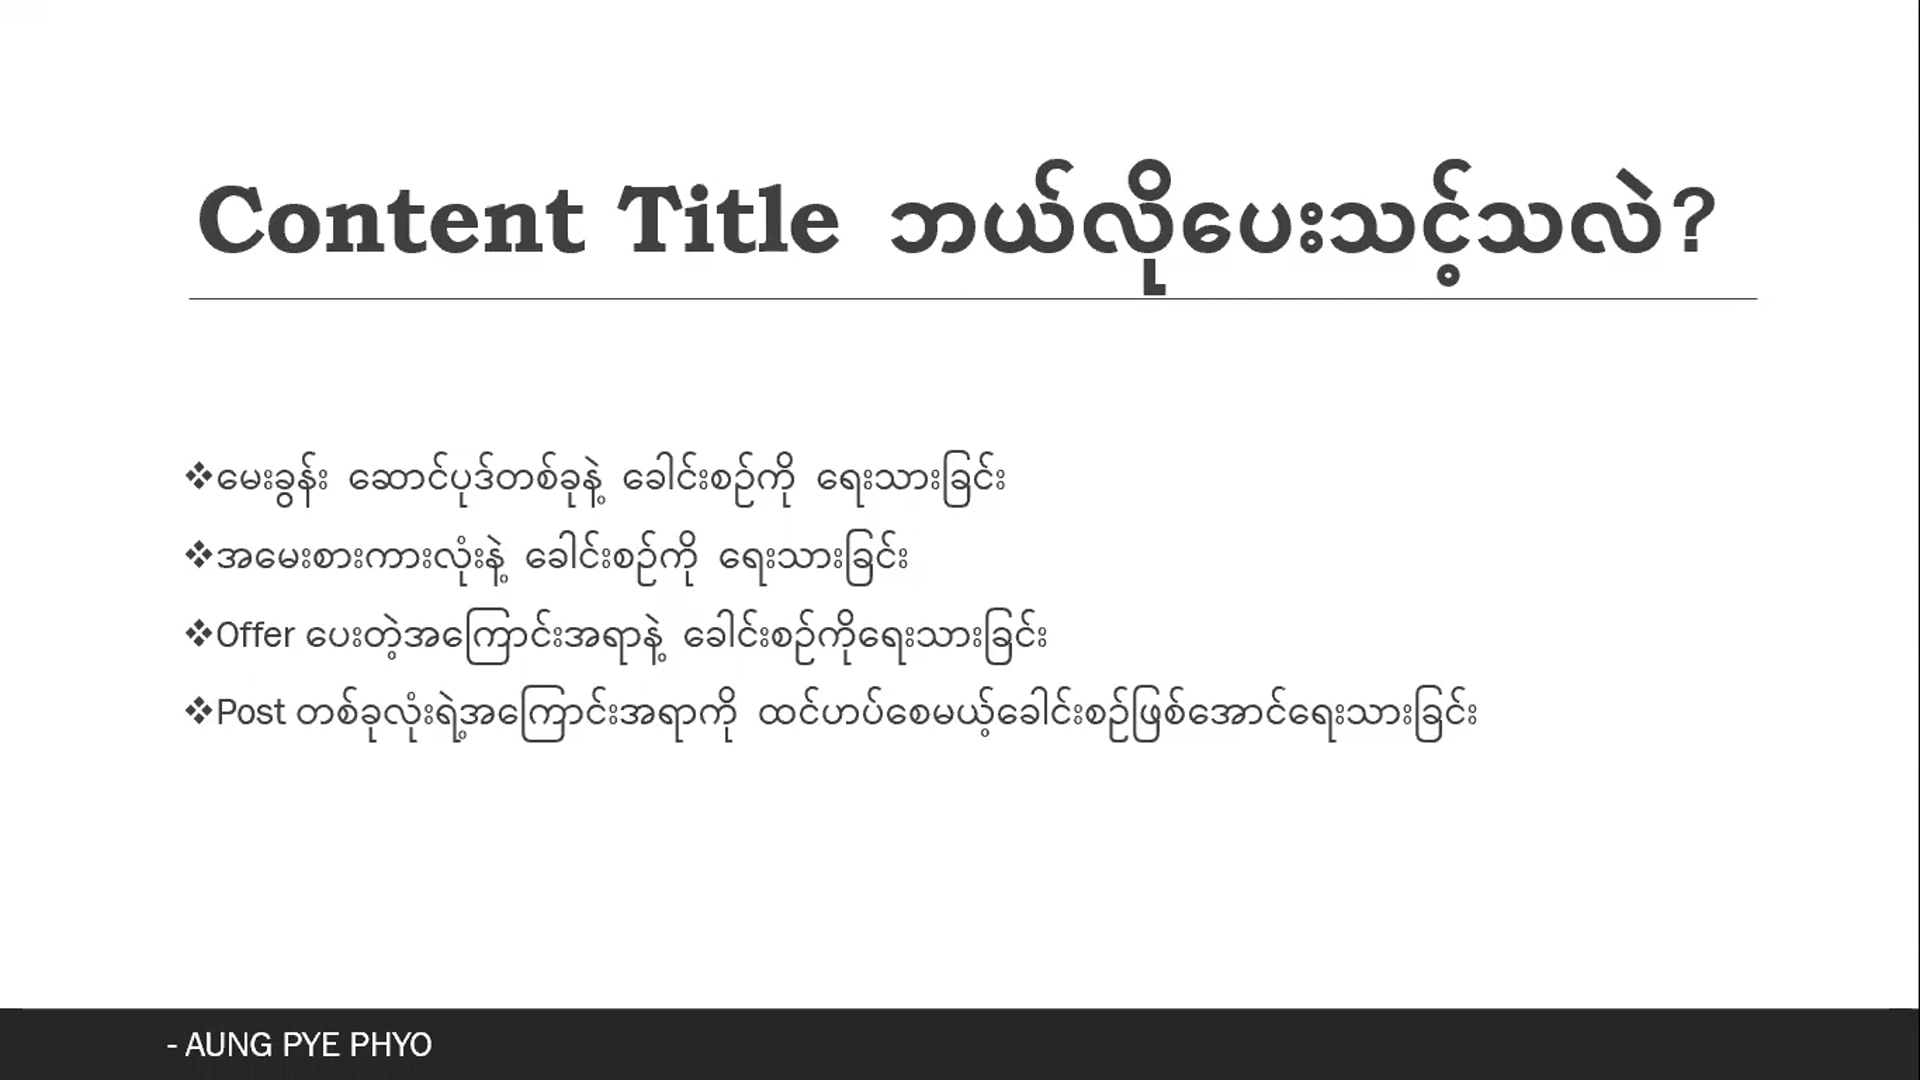 Content Title ဘယ်လိုပေးသင့်သလဲ?
❖မေးခွန်း ဆောင်ပုဒ်တစ်ခုနဲ့ ခေါင်းစဉ်ကို ရေးသားခြင်း
❖အမေးစားကားလုံးနဲ့ ခေါင်းစဉ်ကို ရေးသားခြင်း
❖Offer ပေးတဲ့အကြောင်းအရာနဲ့ ခေါင်းစဉ်ကိုရေးသားခြင်း
❖Post တစ်ခုလုံးရဲ့အကြောင်းအရာကို ထင်ဟပ်စေမယ့်ခေါင်းစဉ်ဖြစ်အောင်ရေးသားခြင်း
- AUNG PYE PHYO